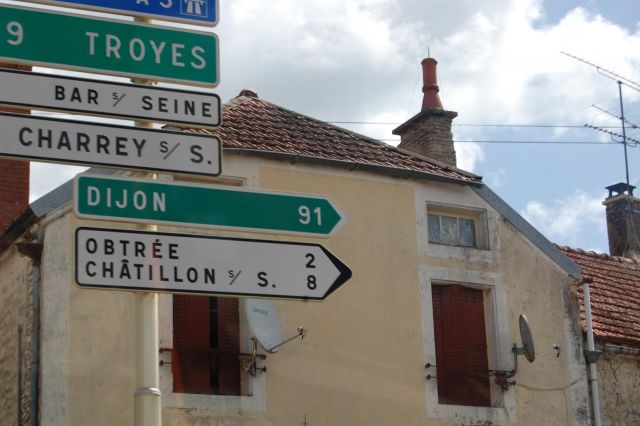 9 TROYES
BAR S/ SEINE
CHARREY S/ S.
DIJON 91
OBTRÉE 2
CHÂTILLON S/ S. 8